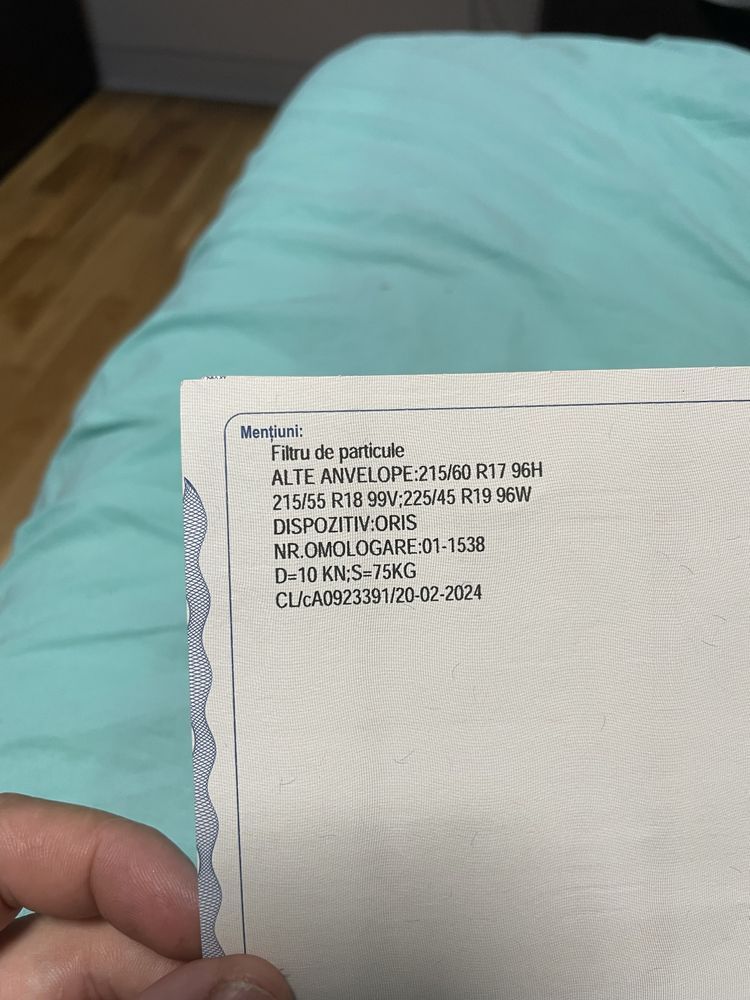 Mențiuni:
Filtru de particule
ALTE ANVELOPE:215/60 R17 96H
215/55 R18 99V;225/45 R19 96W
DISPOZITIV:ORIS
NR.OMOLOGARE:01-1538
D=10 KN;S=75KG
CL/cA0923391/20-02-2024